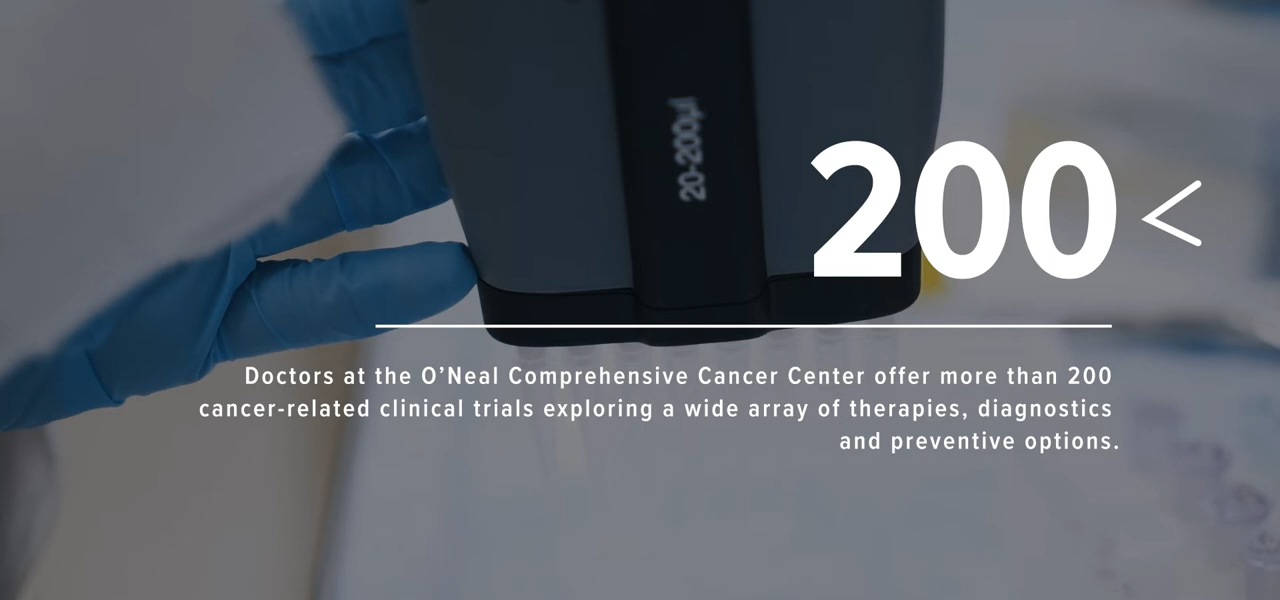 20-200µl
200 <
Doctors at the O’Neal Comprehensive Cancer Center offer more than 200
cancer-related clinical trials exploring a wide array of therapies, diagnostics
and preventive options.